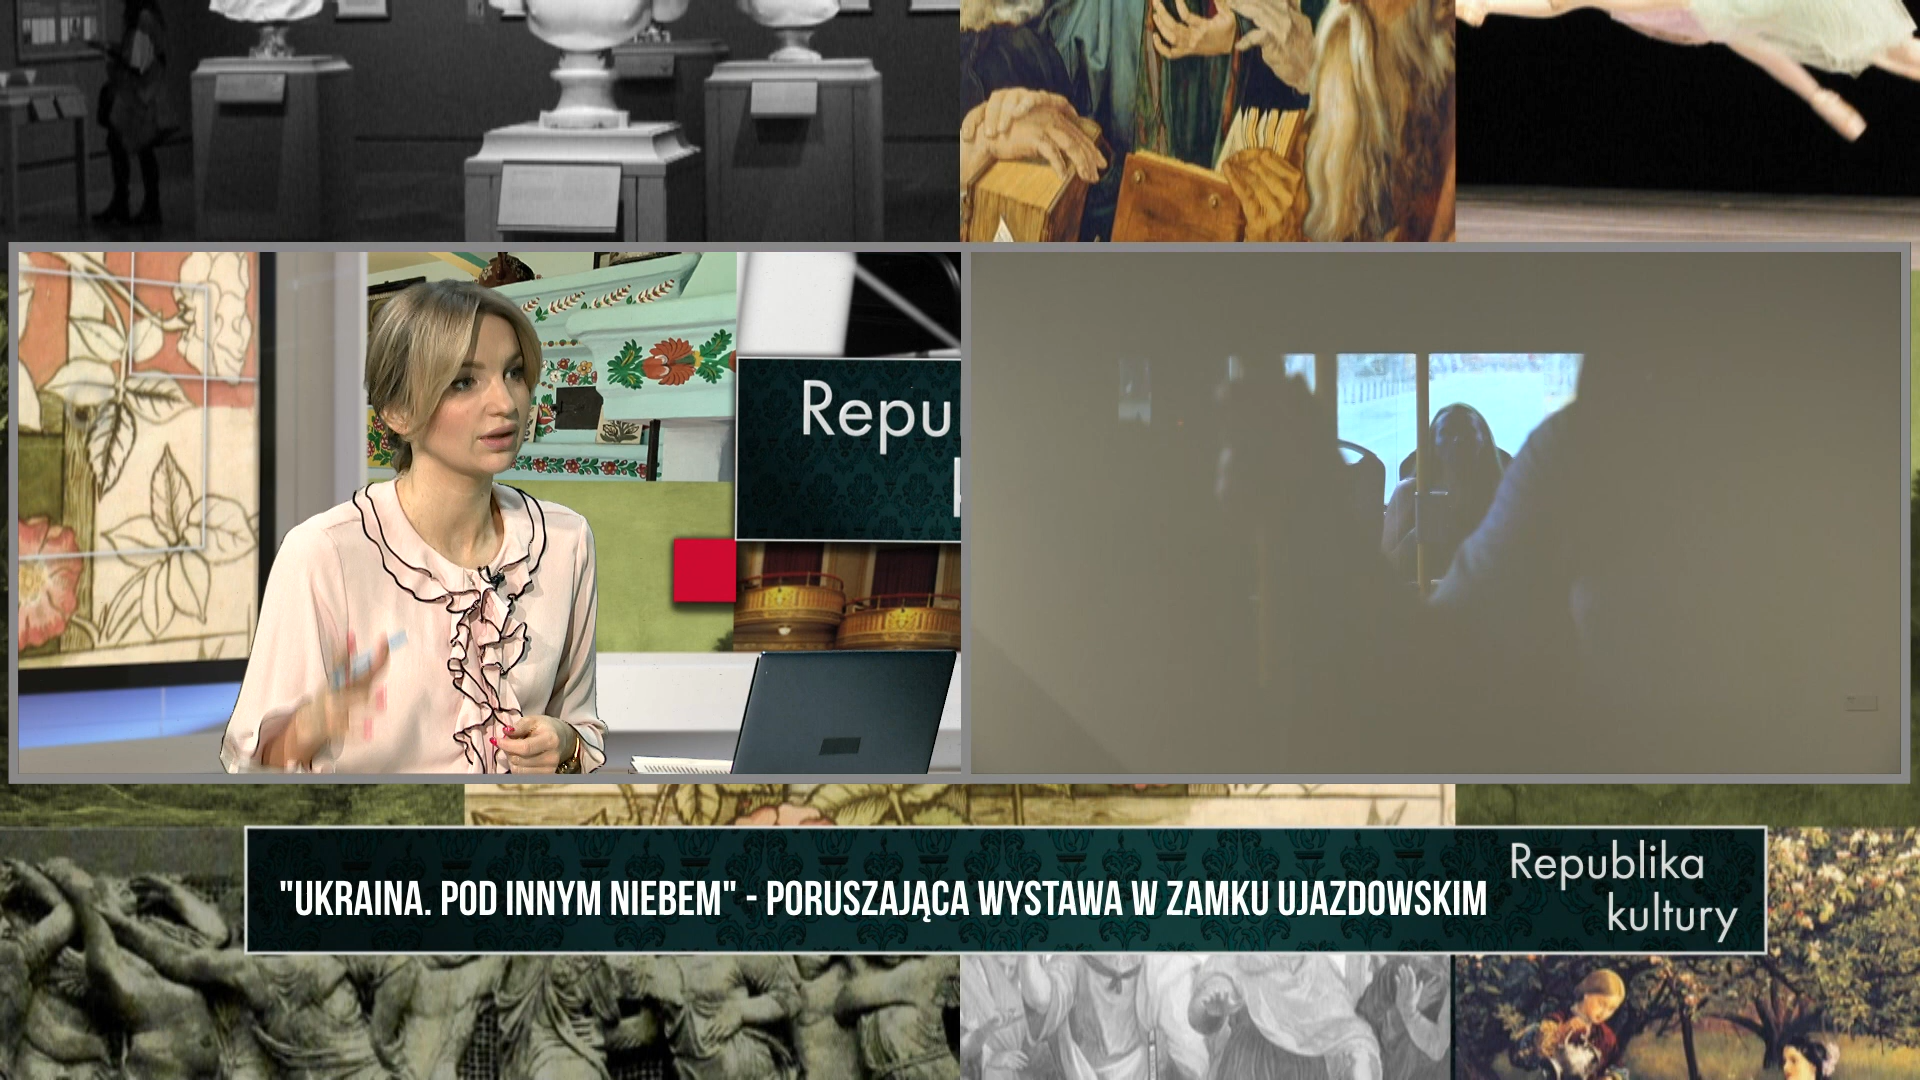 Repu
"UKRAINA. POD INNYM NIEBEM" - PORUSZAJĄCA WYSTAWA W ZAMKU UJAZDOWSKIM
Republika
kultury